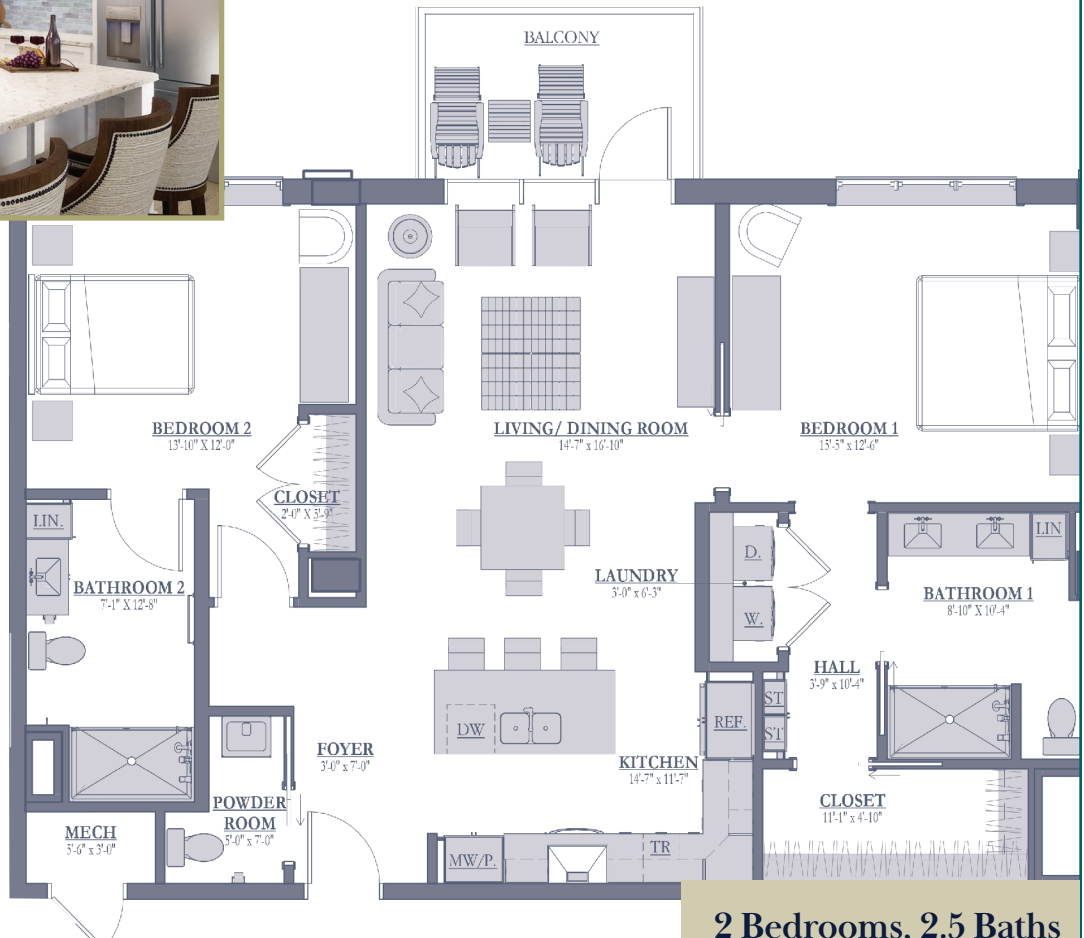 BALCONY
BEDROOM 2
13'-10" X 12'-0"
LIVING/ DINING ROOM
14'-7" x 16'-10"
BEDROOM 1
15'-5" x 12'-6"
CLOSET
2'-0" X 5'-9"
LIN.
BATHROOM 2
7'-1" X 12'-8"
LAUNDRY
3'-0" x 6'-3"
D.
W.
LIN
BATHROOM 1
8'-10" X 10'-4"
HALL
3'-9" x 10'-4"
ST
ST
REF.
DW
FOYER
3'-0" x 7'-0"
KITCHEN
14'-7" x 11'-7"
POWDER
ROOM
5'-0" x 7'-0"
MECH
5'-6" x 3'-0"
CLOSET
11'-1" x 4'-10"
MW/P.
TR
2 Bedrooms, 2.5 Baths